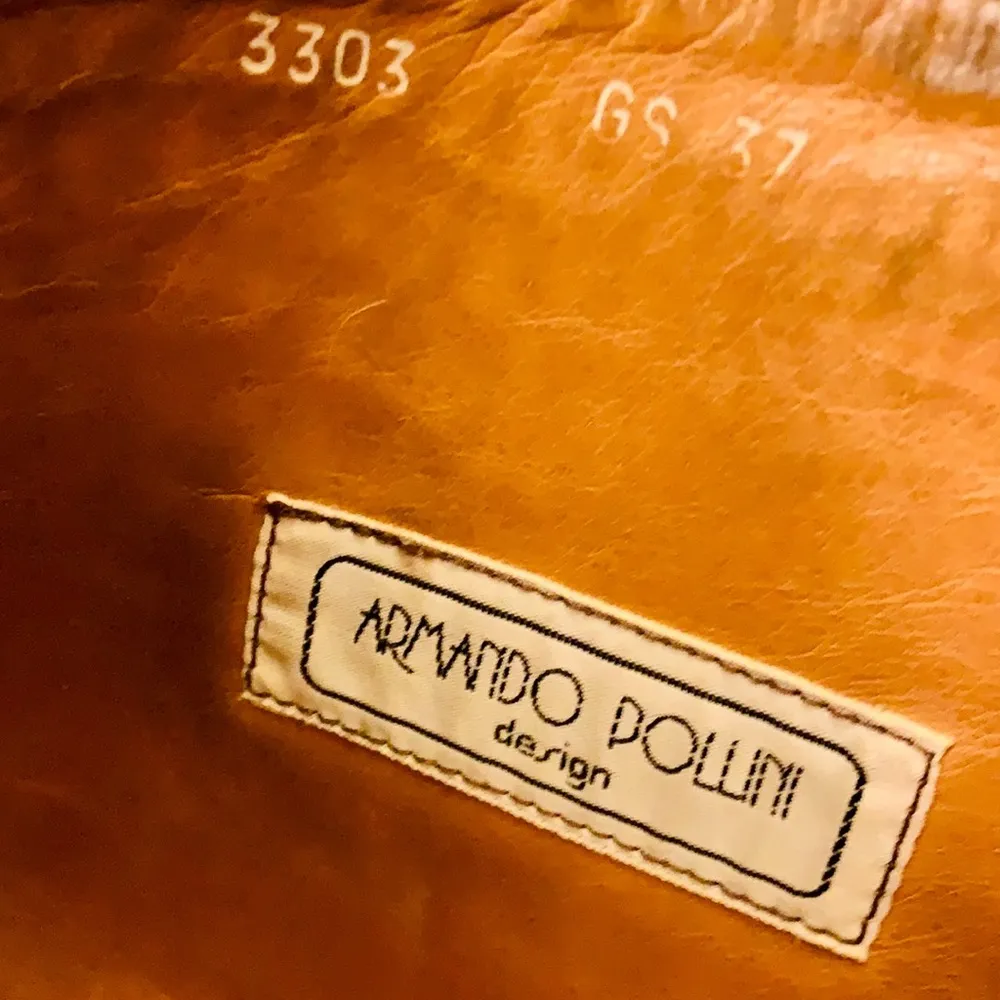 3303
GS 37
ARMANDO POLLINI
design